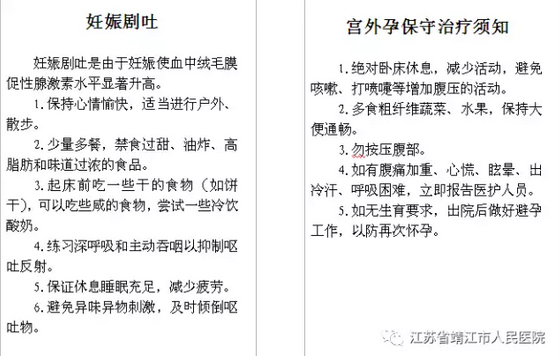 妊娠剧吐
妊娠剧吐是由于妊娠使血中绒毛膜
促性腺激素水平显著升高。
1.保持心情愉快，适当进行户外、
散步。
2.少量多餐，禁食过甜、油炸、高
脂肪和味道过浓的食品。
3.起床前吃一些干的食物（如饼
干），可以吃些咸的食物，尝试一些冷饮
酸奶。
4.练习深呼吸和主动吞咽以抑制呕
吐反射。
5.保证休息睡眠充足，减少疲劳。
6.避免异味异物刺激，及时倾倒呕
吐物。
宫外孕保守治疗须知
1.绝对卧床休息，减少活动，避免
咳嗽、打喷嚏等增加腹压的活动。
2.多食粗纤维蔬菜、水果，保持大
便通畅。
3.勿按压腹部。
4.如有腹痛加重、心慌、眩晕、出
冷汗、呼吸困难，立即报告医护人员。
5.如无生育要求，出院后做好避孕
工作，以防再次怀孕。
江苏省靖江市人民医院